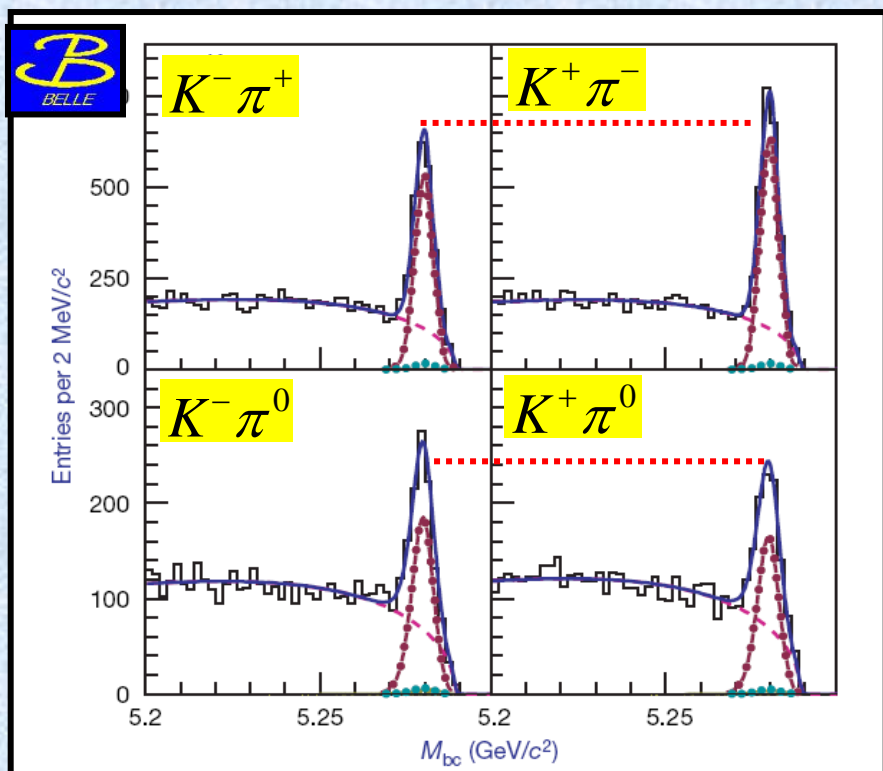 B
BELLE
K⁻ π⁺
K⁺ π⁻
500
250
0
Entries per 2 MeV/c²
K⁻ π⁰
K⁺ π⁰
300
200
100
0
5.2
5.25
5.2
5.25
M_bc (GeV/c²)